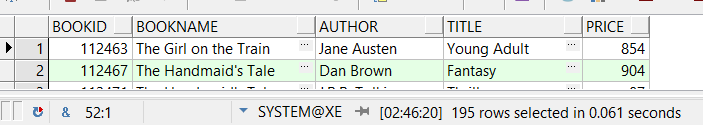 BOOKID BOOKNAME AUTHOR TITLE PRICE
1 112463 The Girl on the Train ... Jane Austen Young Adult ... 854
2 112467 The Handmaid's Tale ... Dan Brown Fantasy ... 904
& 52:1 SYSTEM@XE [02:46:20] 195 rows selected in 0.061 seconds